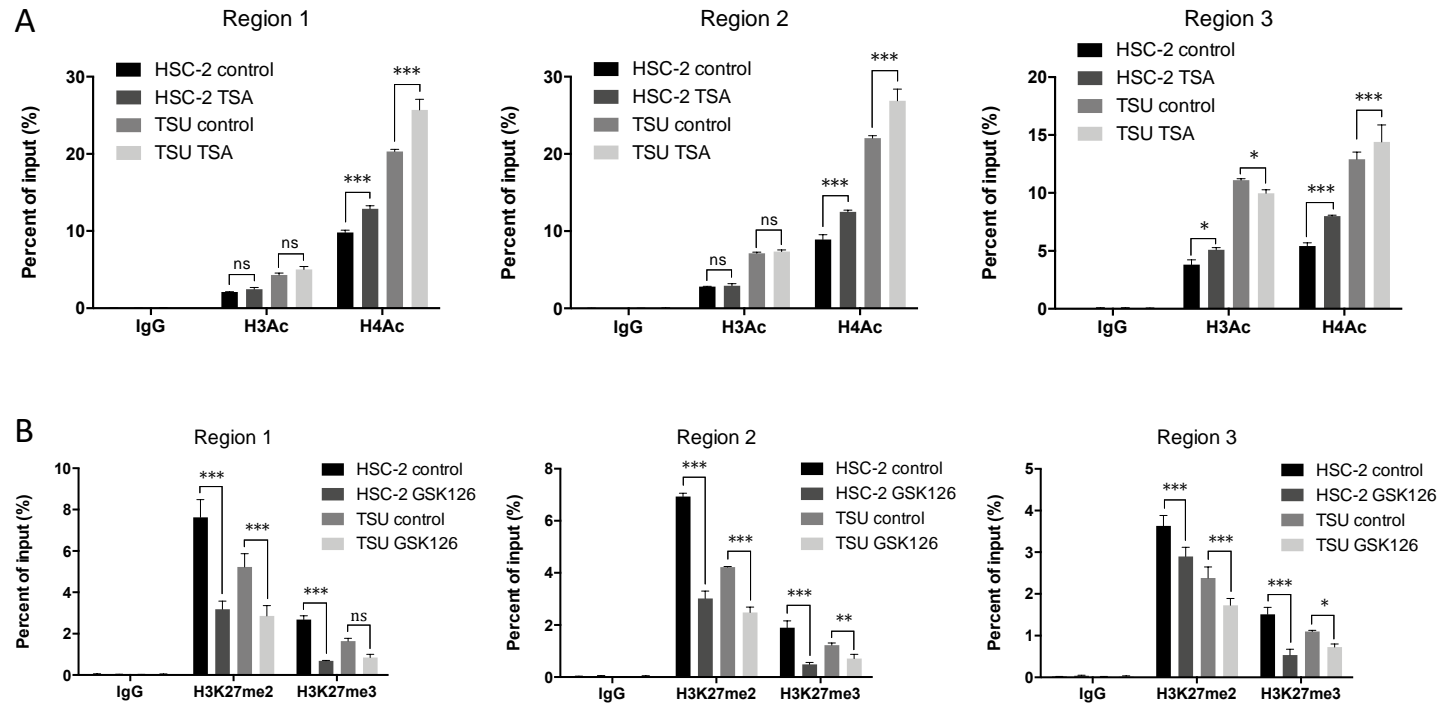 A
Region 1
Percent of input (%)
30
20
10
0
HSC-2 control
HSC-2 TSA
TSU control
TSU TSA
ns
ns
***
***
IgG
H3Ac
H4Ac
Region 2
Percent of input (%)
30
20
10
0
HSC-2 control
HSC-2 TSA
TSU control
TSU TSA
ns
ns
***
***
IgG
H3Ac
H4Ac
Region 3
Percent of input (%)
20
15
10
5
0
HSC-2 control
HSC-2 TSA
TSU control
TSU TSA
*
*
***
***
IgG
H3Ac
H4Ac
B
Region 1
Percent of input (%)
10
8
6
4
2
0
HSC-2 control
HSC-2 GSK126
TSU control
TSU GSK126
***
***
***
ns
IgG
H3K27me2
H3K27me3
Region 2
Percent of input (%)
8
6
4
2
0
HSC-2 control
HSC-2 GSK126
TSU control
TSU GSK126
***
***
***
**
IgG
H3K27me2
H3K27me3
Region 3
Percent of input (%)
5
4
3
2
1
0
HSC-2 control
HSC-2 GSK126
TSU control
TSU GSK126
***
***
***
*
IgG
H3K27me2
H3K27me3